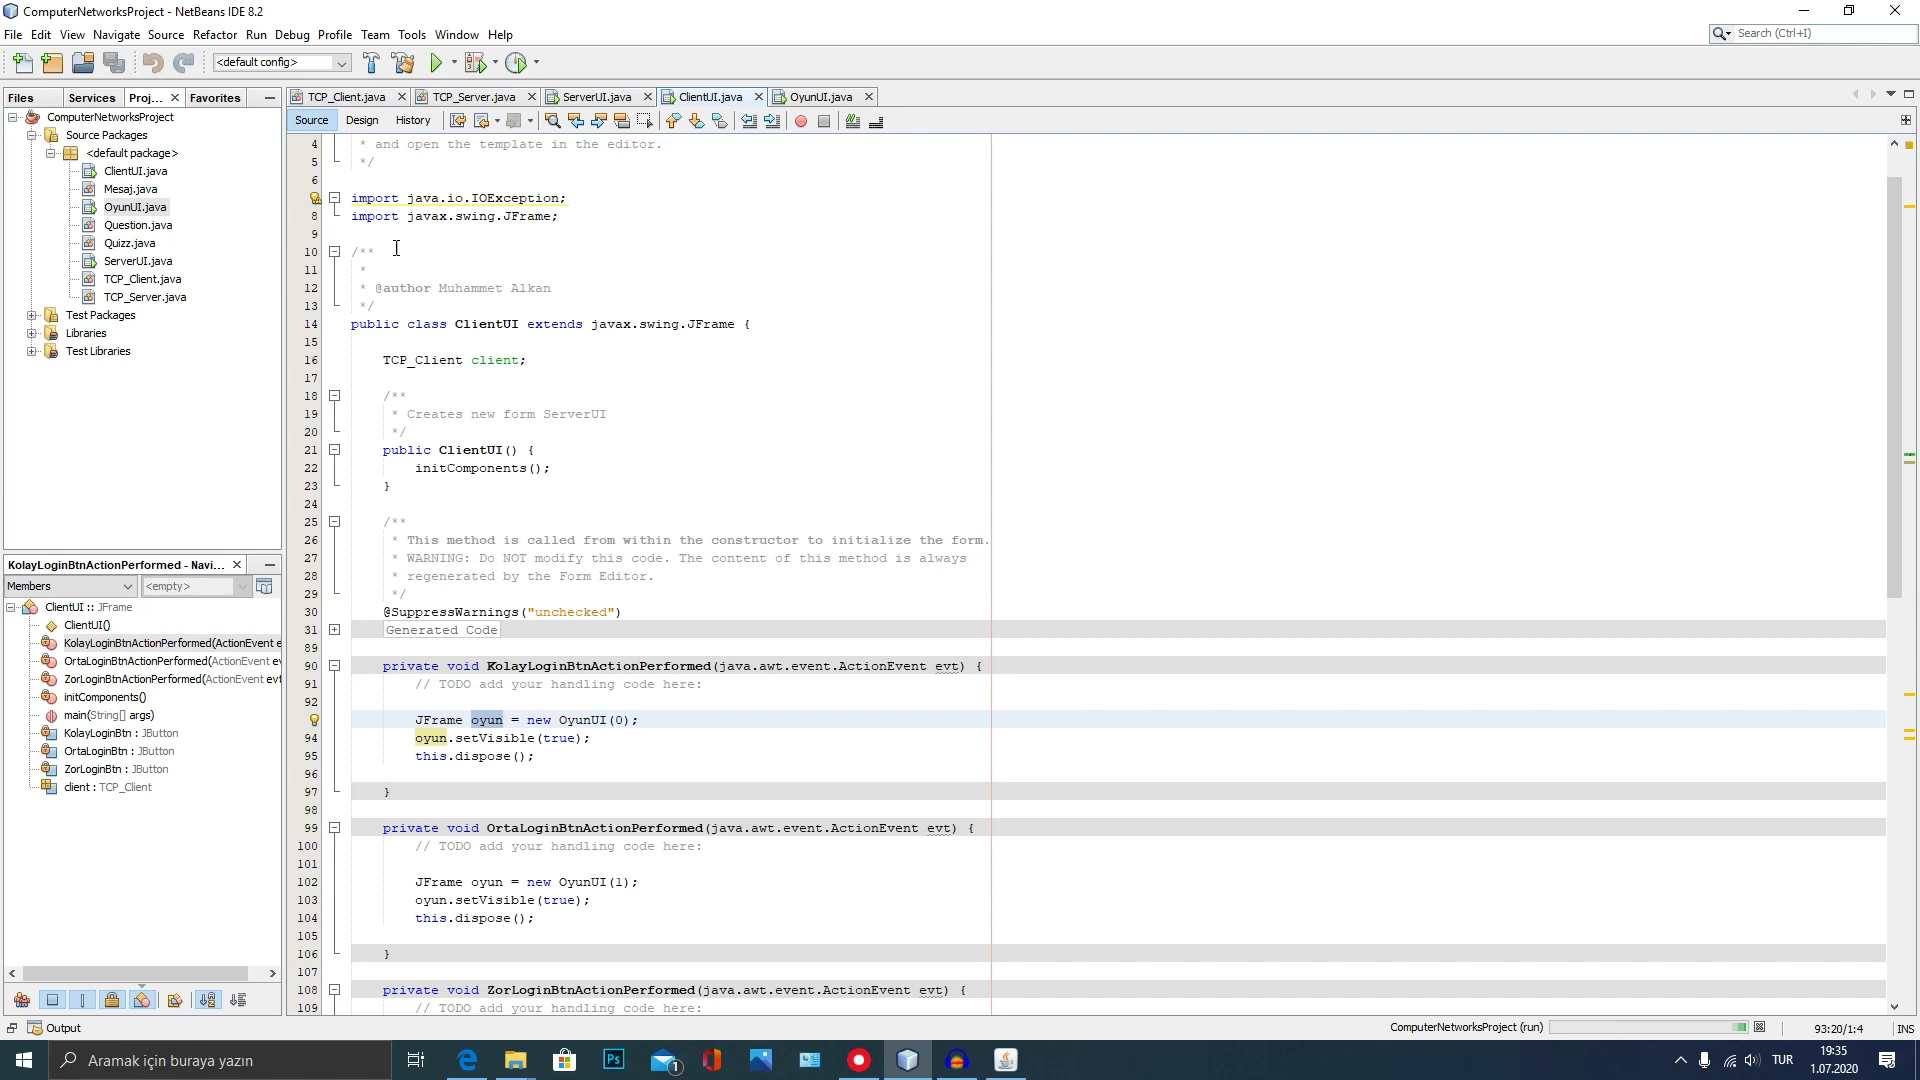 ComputerNetworksProject - NetBeans IDE 8.2
File Edit View Navigate Source Refactor Run Debug Profile Team Tools Window Help
Search (Ctrl+I)
<default config>
Files Services Proj... Favorites
TCP_Client.java TCP_Server.java ServerUI.java ClientUI.java OyunUI.java
Source Design History
ComputerNetworksProject
Source Packages
<default package>
ClientUI.java
Mesaj.java
OyunUI.java
Question.java
Quizz.java
ServerUI.java
TCP_Client.java
TCP_Server.java
Test Packages
Libraries
Test Libraries
KolayLoginBtnActionPerformed - Navi...
Members <empty>
ClientUI :: JFrame
ClientUI()
KolayLoginBtnActionPerformed(ActionEvent e
OrtaLoginBtnActionPerformed(ActionEvent ev
ZorLoginBtnActionPerformed(ActionEvent evt
initComponents()
main(String[] args)
KolayLoginBtn : JButton
OrtaLoginBtn : JButton
ZorLoginBtn : JButton
client : TCP_Client
4 * and open the template in the editor.
5 */
6
import java.io.IOException;
8 import javax.swing.JFrame;
9
10 /**
11 *
12 * @author Muhammet Alkan
13 */
14 public class ClientUI extends javax.swing.JFrame {
15
16 TCP_Client client;
17
18 /**
19 * Creates new form ServerUI
20 */
21 public ClientUI() {
22 initComponents();
23 }
24
25 /**
26 * This method is called from within the constructor to initialize the form.
27 * WARNING: Do NOT modify this code. The content of this method is always
28 * regenerated by the Form Editor.
29 */
30 @SuppressWarnings("unchecked")
31 Generated Code
89
90 private void KolayLoginBtnActionPerformed(java.awt.event.ActionEvent evt) {
91 // TODO add your handling code here:
92
JFrame oyun = new OyunUI(0);
94 oyun.setVisible(true);
95 this.dispose();
96
97 }
98
99 private void OrtaLoginBtnActionPerformed(java.awt.event.ActionEvent evt) {
100 // TODO add your handling code here:
101
102 JFrame oyun = new OyunUI(1);
103 oyun.setVisible(true);
104 this.dispose();
105
106 }
107
108 private void ZorLoginBtnActionPerformed(java.awt.event.ActionEvent evt) {
109 // TODO add your handling code here:
Output
ComputerNetworksProject (run)
93:20/1:4 INS
Aramak için buraya yazın
Ps
1
TUR
19:35
1.07.2020